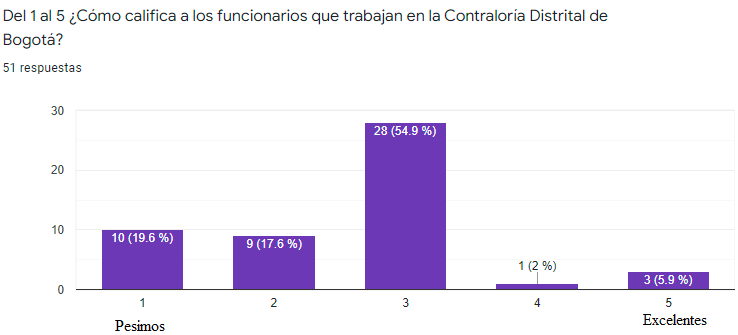 Del 1 al 5 ¿Cómo califica a los funcionarios que trabajan en la Contraloría Distrital de
Bogotá?
51 respuestas
30
20
10
0
10 (19.6 %)
9 (17.6 %)
28 (54.9 %)
1 (2 %)
3 (5.9 %)
1
2
3
4
5
Pesimos
Excelentes